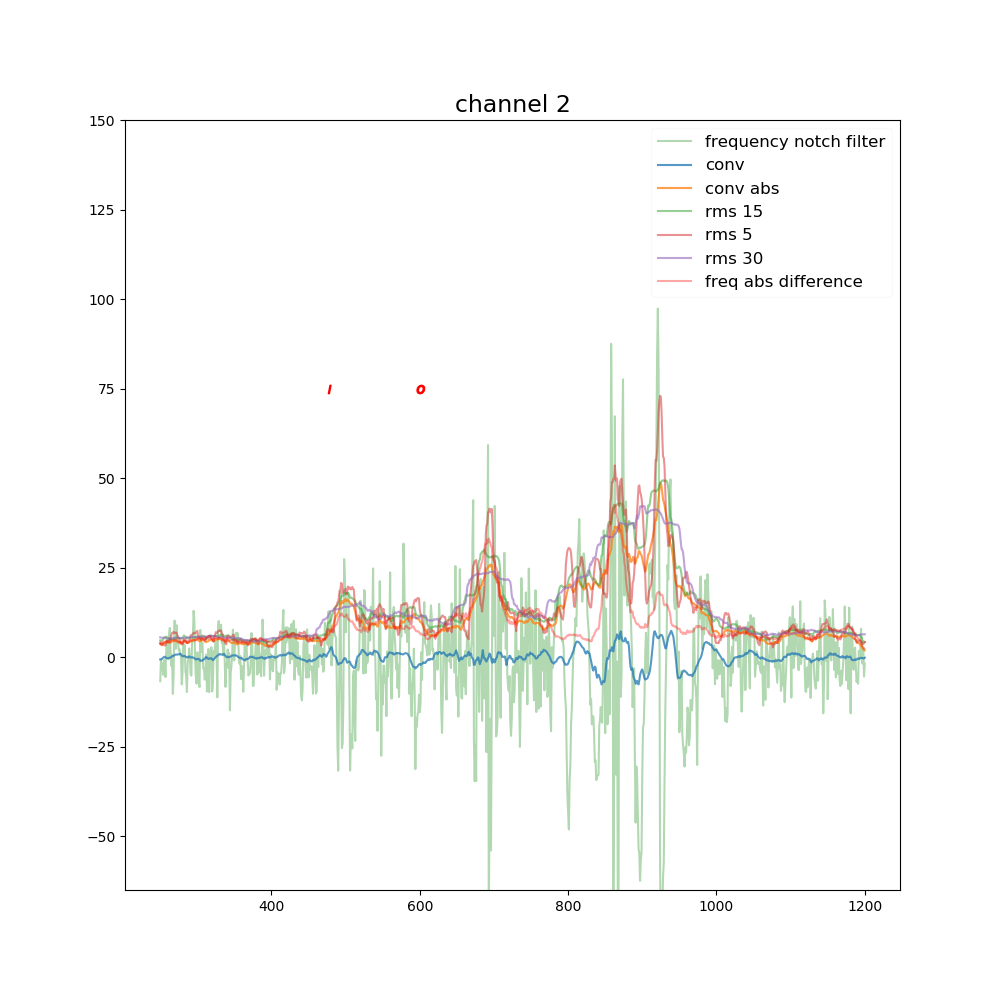 channel 2
150
125
100
75
50
25
0
−25
−50
400 600 800 1000 1200
frequency notch filter
conv
conv abs
rms 15
rms 5
rms 30
freq abs difference
ı o